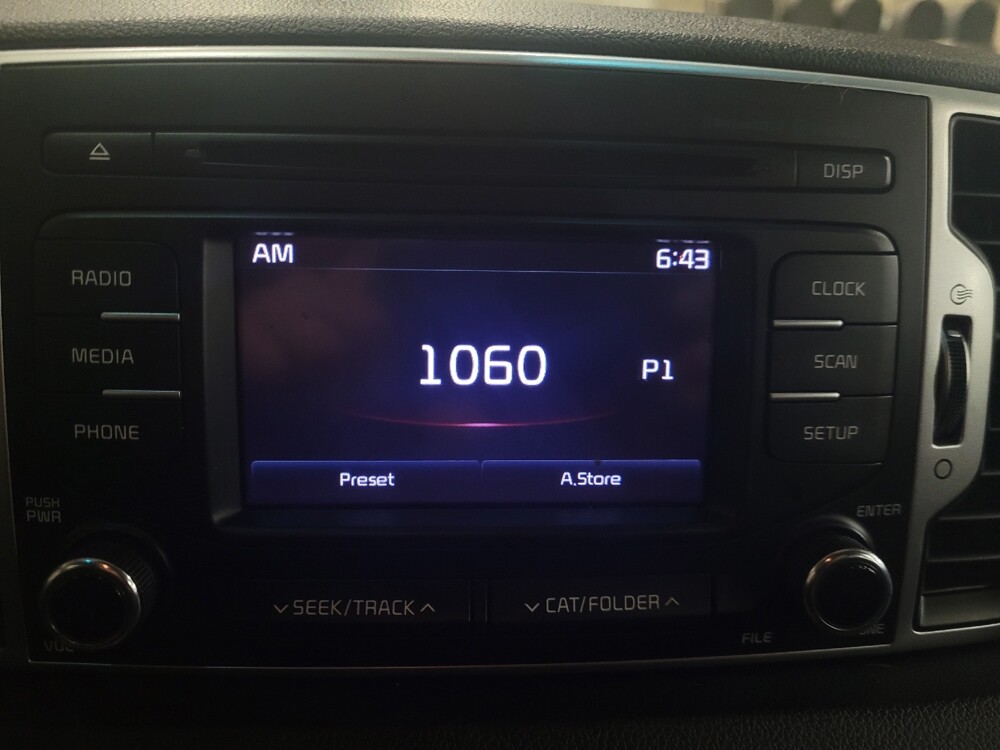 DISP
AM 6:43
RADIO
CLOCK
MEDIA
1060 P1
SCAN
PHONE
SETUP
Preset A.Store
PUSH
PWR
ENTER
SEEK/TRACK
CAT/FOLDER
FILE